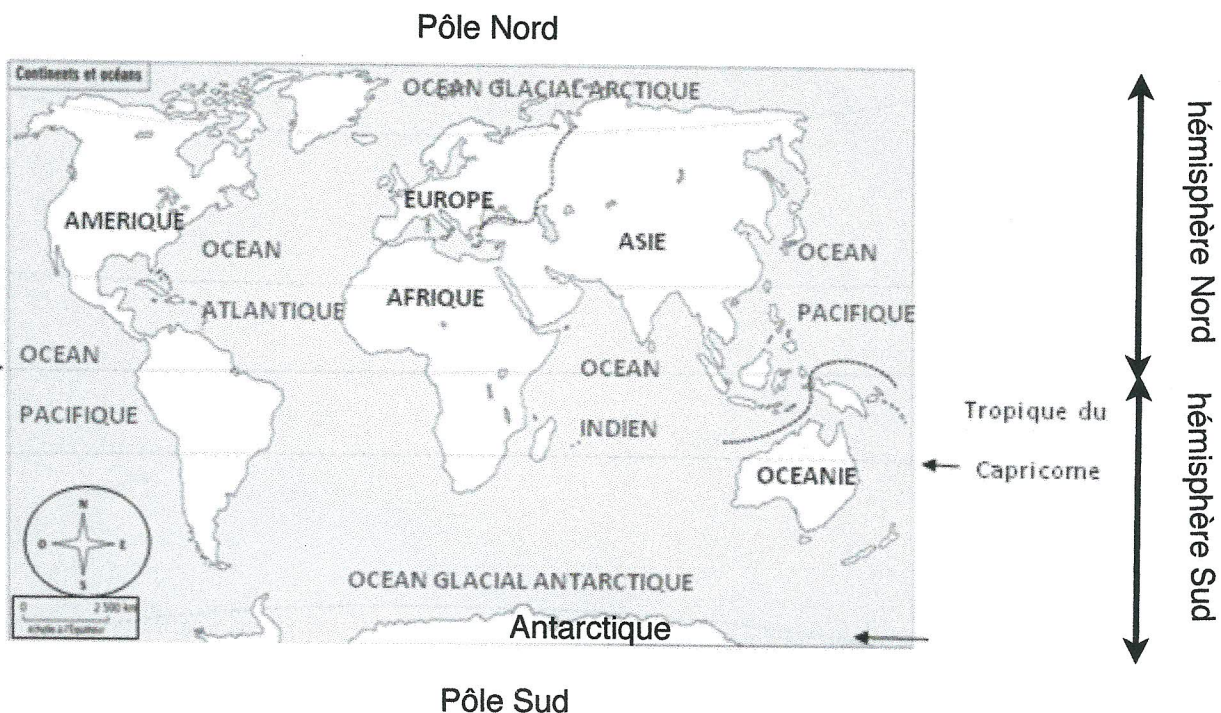 Pôle Nord
Continents et océans
OCEAN GLACIAL ARCTIQUE
hémisphère Nord
AMERIQUE
EUROPE
ASIE
OCEAN
ATLANTIQUE
OCEAN
PACIFIQUE
AFRIQUE
OCEAN
PACIFIQUE
OCEAN
INDIEN
Tropique du
Capricorne
OCEANIE
hémisphère Sud
N
O
E
S
OCEAN GLACIAL ANTARCTIQUE
0 2 500 km
échelle à l'Equateur
Antarctique
Pôle Sud